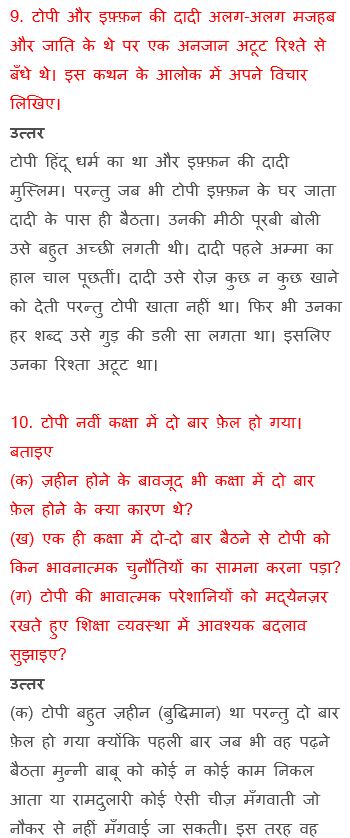 9. टोपी और इफ़्फ़न की दादी अलग-अलग मजहब
और जाति के थे पर एक अनजान अटूट रिश्ते से
बँधे थे। इस कथन के आलोक में अपने विचार
लिखिए।
उत्तर
टोपी हिंदू धर्म का था और इफ़्फ़न की दादी
मुस्लिम। परन्तु जब भी टोपी इफ़्फ़न के घर जाता
दादी के पास ही बैठता। उनकी मीठी पूरबी बोली
उसे बहुत अच्छी लगती थी। दादी पहले अम्मा का
हाल चाल पूछतीं। दादी उसे रोज़ कुछ न कुछ खाने
को देती परन्तु टोपी खाता नहीं था। फिर भी उनका
हर शब्द उसे गुड़ की डली सा लगता था। इसलिए
उनका रिश्ता अटूट था।
10. टोपी नवीं कक्षा में दो बार फ़ेल हो गया।
बताइए
(क) ज़हीन होने के बावजूद भी कक्षा में दो बार
फ़ेल होने के क्या कारण थे?
(ख) एक ही कक्षा में दो-दो बार बैठने से टोपी को
किन भावनात्मक चुनौतियों का सामना करना पड़ा?
(ग) टोपी की भावात्मक परेशानियों को मद्येनज़र
रखते हुए शिक्षा व्यवस्था में आवश्यक बदलाव
सुझाइए?
उत्तर
(क) टोपी बहुत ज़हीन (बुद्धिमान) था परन्तु दो बार
फ़ेल हो गया क्योंकि पहली बार जब भी वह पढ़ने
बैठता मुन्नी बाबू को कोई न कोई काम निकल
आता या रामदुलारी कोई ऐसी चीज़ मँगवाती जो
नौकर से नहीं मँगवाई जा सकती। इस तरह वह